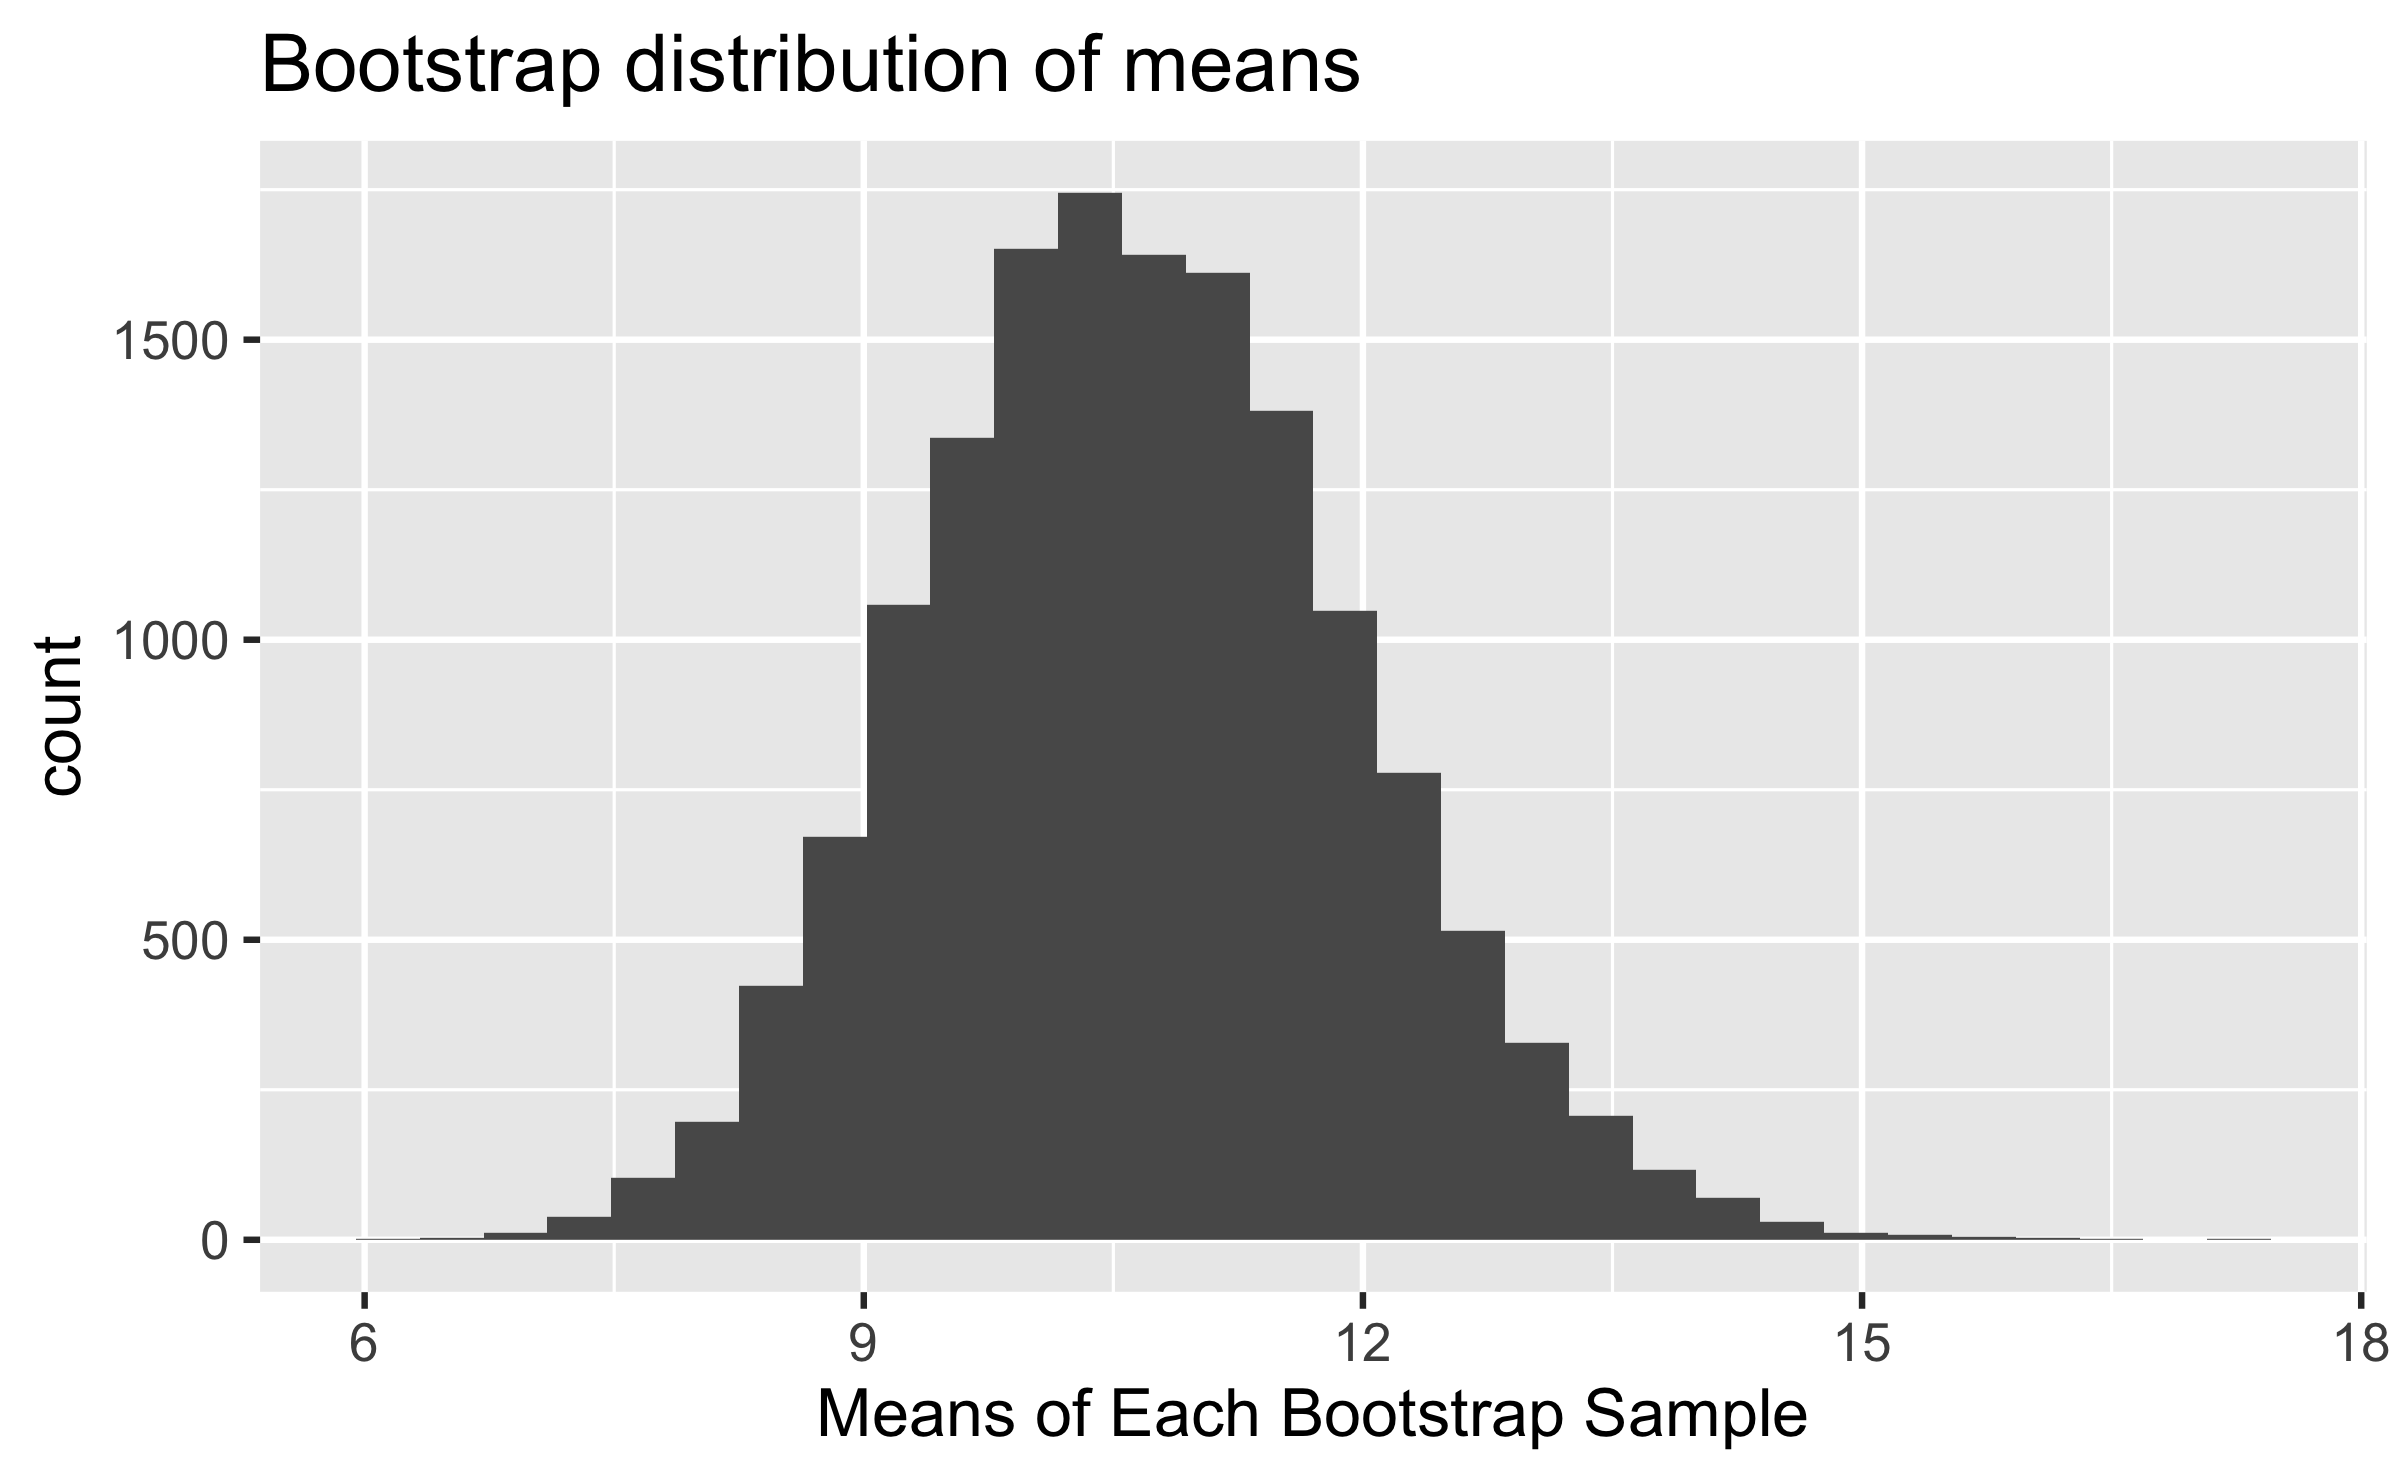 Bootstrap distribution of means
count
1500
1000
500
0
6 9 12 15 18
Means of Each Bootstrap Sample